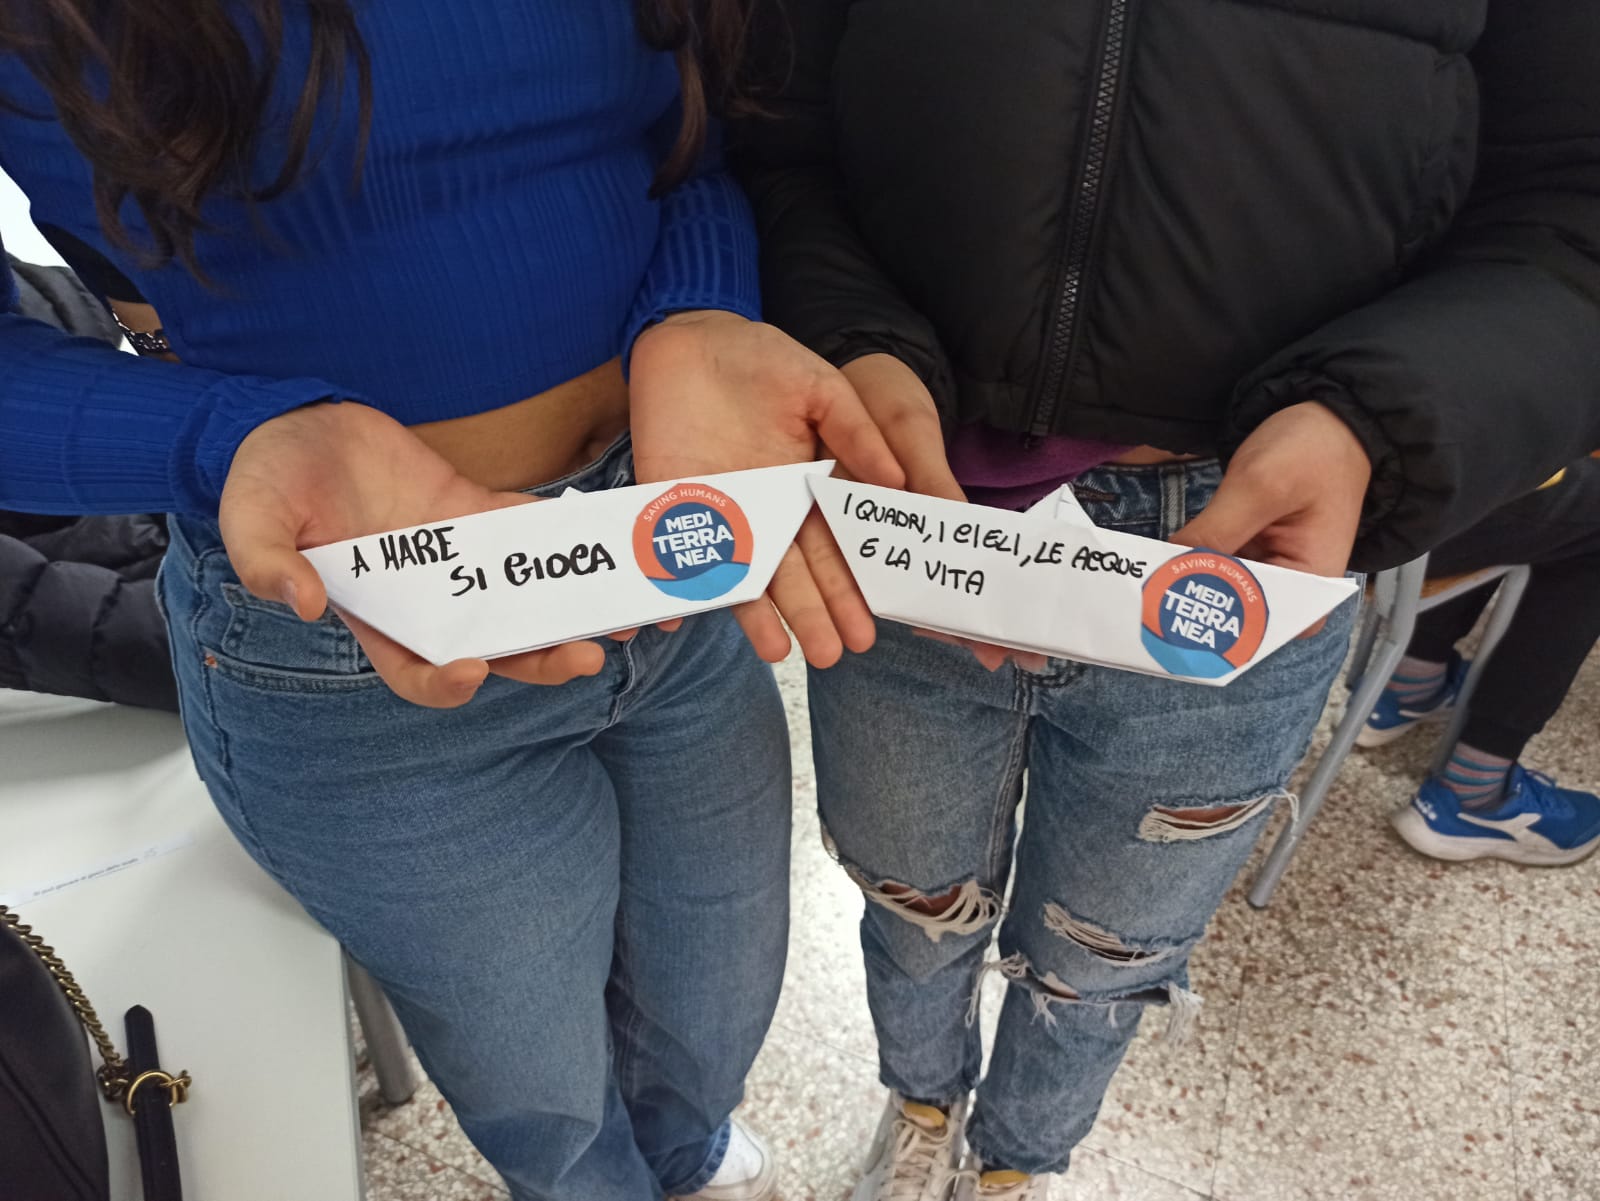 A MARE
SI GIOCA
SAVING HUMANS
MEDI
TERRA
NEA
I QUADRI, I CIELI, LE ACQUE
E LA VITA
SAVING HUMANS
MEDI
TERRA
NEA